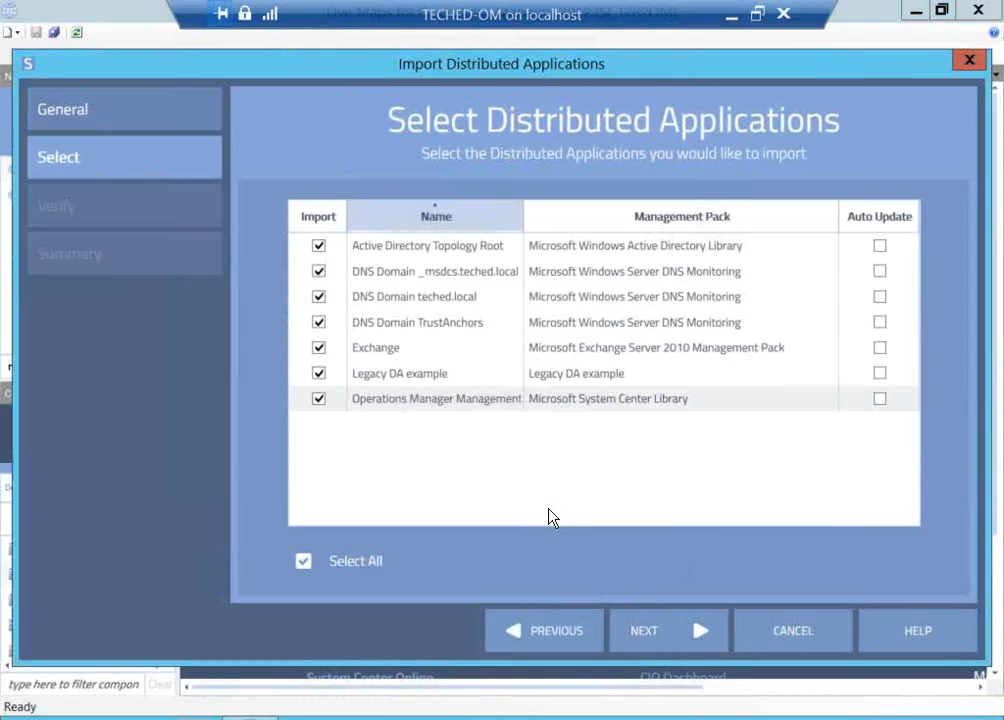 TECHED-OM on localhost
S
Import Distributed Applications
General
Select
Verify
Summary
Select Distributed Applications
Select the Distributed Applications you would like to import
Import Name Management Pack Auto Update
Active Directory Topology Root Microsoft Windows Active Directory Library
DNS Domain _msdcs.teched.local Microsoft Windows Server DNS Monitoring
DNS Domain teched.local Microsoft Windows Server DNS Monitoring
DNS Domain TrustAnchors Microsoft Windows Server DNS Monitoring
Exchange Microsoft Exchange Server 2010 Management Pack
Legacy DA example Legacy DA example
Operations Manager Management Microsoft System Center Library
Select All
PREVIOUS NEXT CANCEL HELP
System Center Online CIO Dashboard M
type here to filter compon Clear
Ready